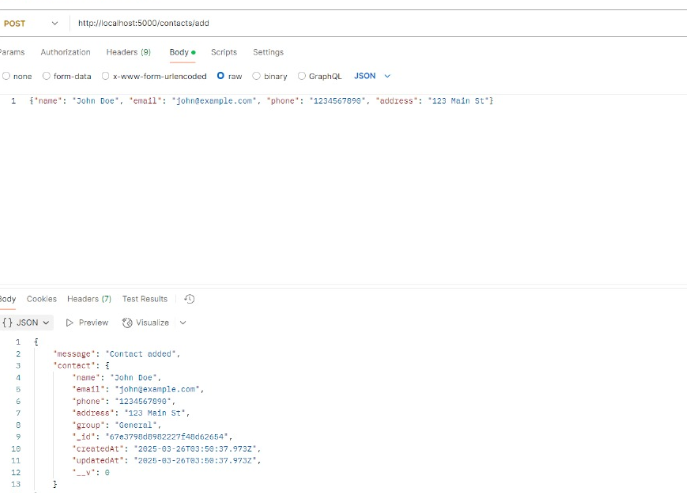 POST http://localhost:5000/contacts/add
Params Authorization Headers (9) Body Scripts Settings
none form-data x-www-form-urlencoded raw binary GraphQL JSON
1 {"name": "John Doe", "email": "john@example.com", "phone": "1234567890", "address": "123 Main St"}
Body Cookies Headers (7) Test Results
{} JSON Preview Visualize
1 {
2 "message": "Contact added",
3 "contact": {
4 "name": "John Doe",
5 "email": "john@example.com",
6 "phone": "1234567890",
7 "address": "123 Main St",
8 "group": "General",
9 "_id": "67e3798d8982227f48d62654",
10 "createdAt": "2025-03-26T03:50:37.973Z",
11 "updatedAt": "2025-03-26T03:50:37.973Z",
12 "__v": 0
13 }